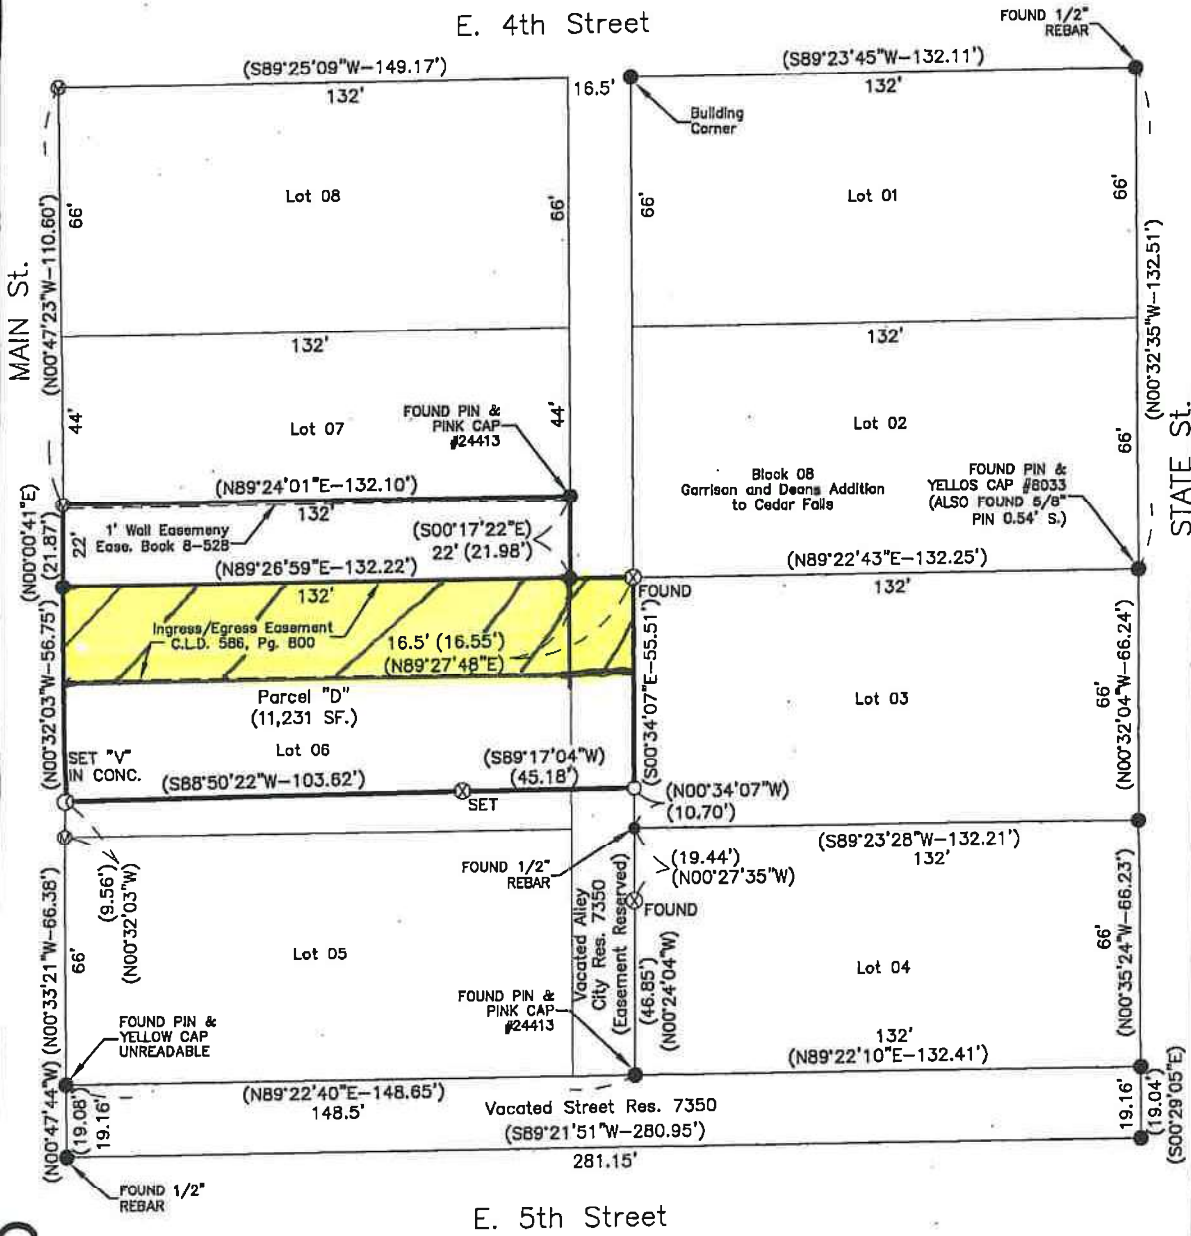 E. 4th Street
FOUND 1/2"
REBAR
(S89°25'09"W-149.17')
132'
16.5'
(S89°23'45"W-132.11')
132'
Building
Corner
MAIN St.
(N00°47'23"W-110.60')
66'
Lot 08
66'
66'
Lot 01
66'
(N00°32'35"W-132.51')
STATE St.
132'
132'
44'
Lot 07
44'
FOUND PIN &
PINK CAP
#24413
Lot 02
66'
Block 08
Garrison and Deans Addition
to Cedar Falls
FOUND PIN &
YELLOS CAP #8033
(ALSO FOUND 5/8"
PIN 0.54' S.)
(N89°24'01"E-132.10')
132'
(N00°00'41"E)
(21.87')
22'
1' Wall Easemeny
Ease. Book 8-528
(S00°17'22"E)
22' (21.98')
(N89°26'59"E-132.22')
132'
(N89°22'43"E-132.25')
132'
FOUND
Ingress/Egress Easement
C.L.D. 586, Pg. 800
16.5' (16.55')
(N89°27'48"E)
(N00°32'03"W-56.75')
Parcel "D"
(11,231 SF.)
Lot 06
(S00°34'07"E-55.51')
Lot 03
66'
(N00°32'04"W-66.24')
SET "V"
IN CONC.
(S88°50'22"W-103.62')
(S89°17'04"W)
(45.18')
SET
(N00°34'07"W)
(10.70')
(S89°23'28"W-132.21')
132'
FOUND 1/2"
REBAR
(19.44')
(N00°27'35"W)
FOUND
(9.56')
(N00°32'03"W)
(N00°33'21"W-66.38')
66'
Lot 05
Vacated Alley
City Res. 7350
(Easement Reserved)
(46.85')
(N00°24'04"W)
Lot 04
66'
(N00°35'24"W-66.23')
FOUND PIN &
PINK CAP
#24413
FOUND PIN &
YELLOW CAP
UNREADABLE
132'
(N89°22'10"E-132.41')
(N89°22'40"E-148.65')
148.5'
Vacated Street Res. 7350
(S89°21'51"W-280.95')
281.15'
(N00°47'44"W)
(19.08')
19.16'
19.16'
(19.04')
(S00°29'05"E)
FOUND 1/2"
REBAR
E. 5th Street